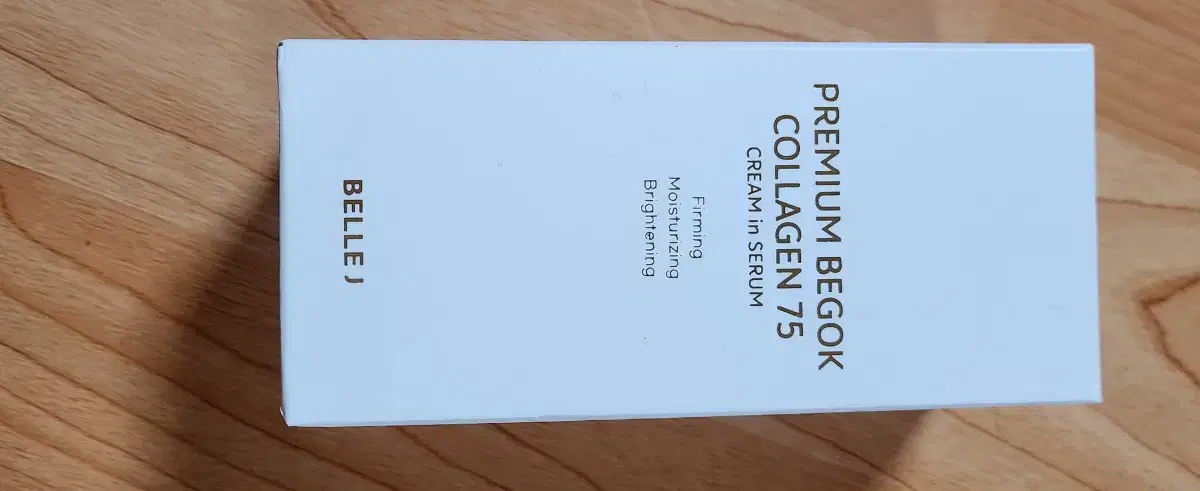 PREMIUM BEGOK
COLLAGEN 75
CREAM in SERUM
Firming
Moisturizing
Brightening
BELLE J